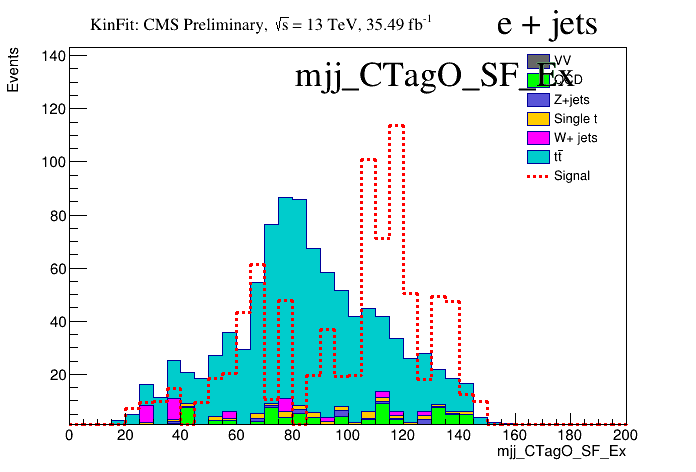 KinFit: CMS Preliminary, √s = 13 TeV, 35.49 fb⁻¹
e + jets
mjj_CTagO_SF_Ex
Events
VV
QCD
Z+jets
Single t
W+ jets
tt̄
Signal
140
120
100
80
60
40
20
0 20 40 60 80 100 120 140 160 180 200
mjj_CTagO_SF_Ex